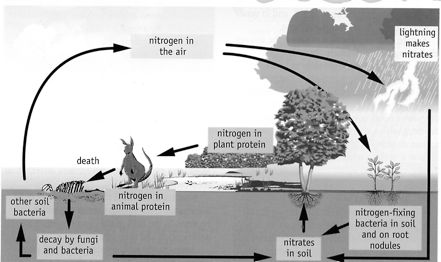 nitrogen in
the air
lightning
makes
nitrates
nitrogen in
plant protein
death
nitrogen in
animal protein
other soil
bacteria
decay by fungi
and bacteria
nitrates
in soil
nitrogen-fixing
bacteria in soil
and on root
nodules